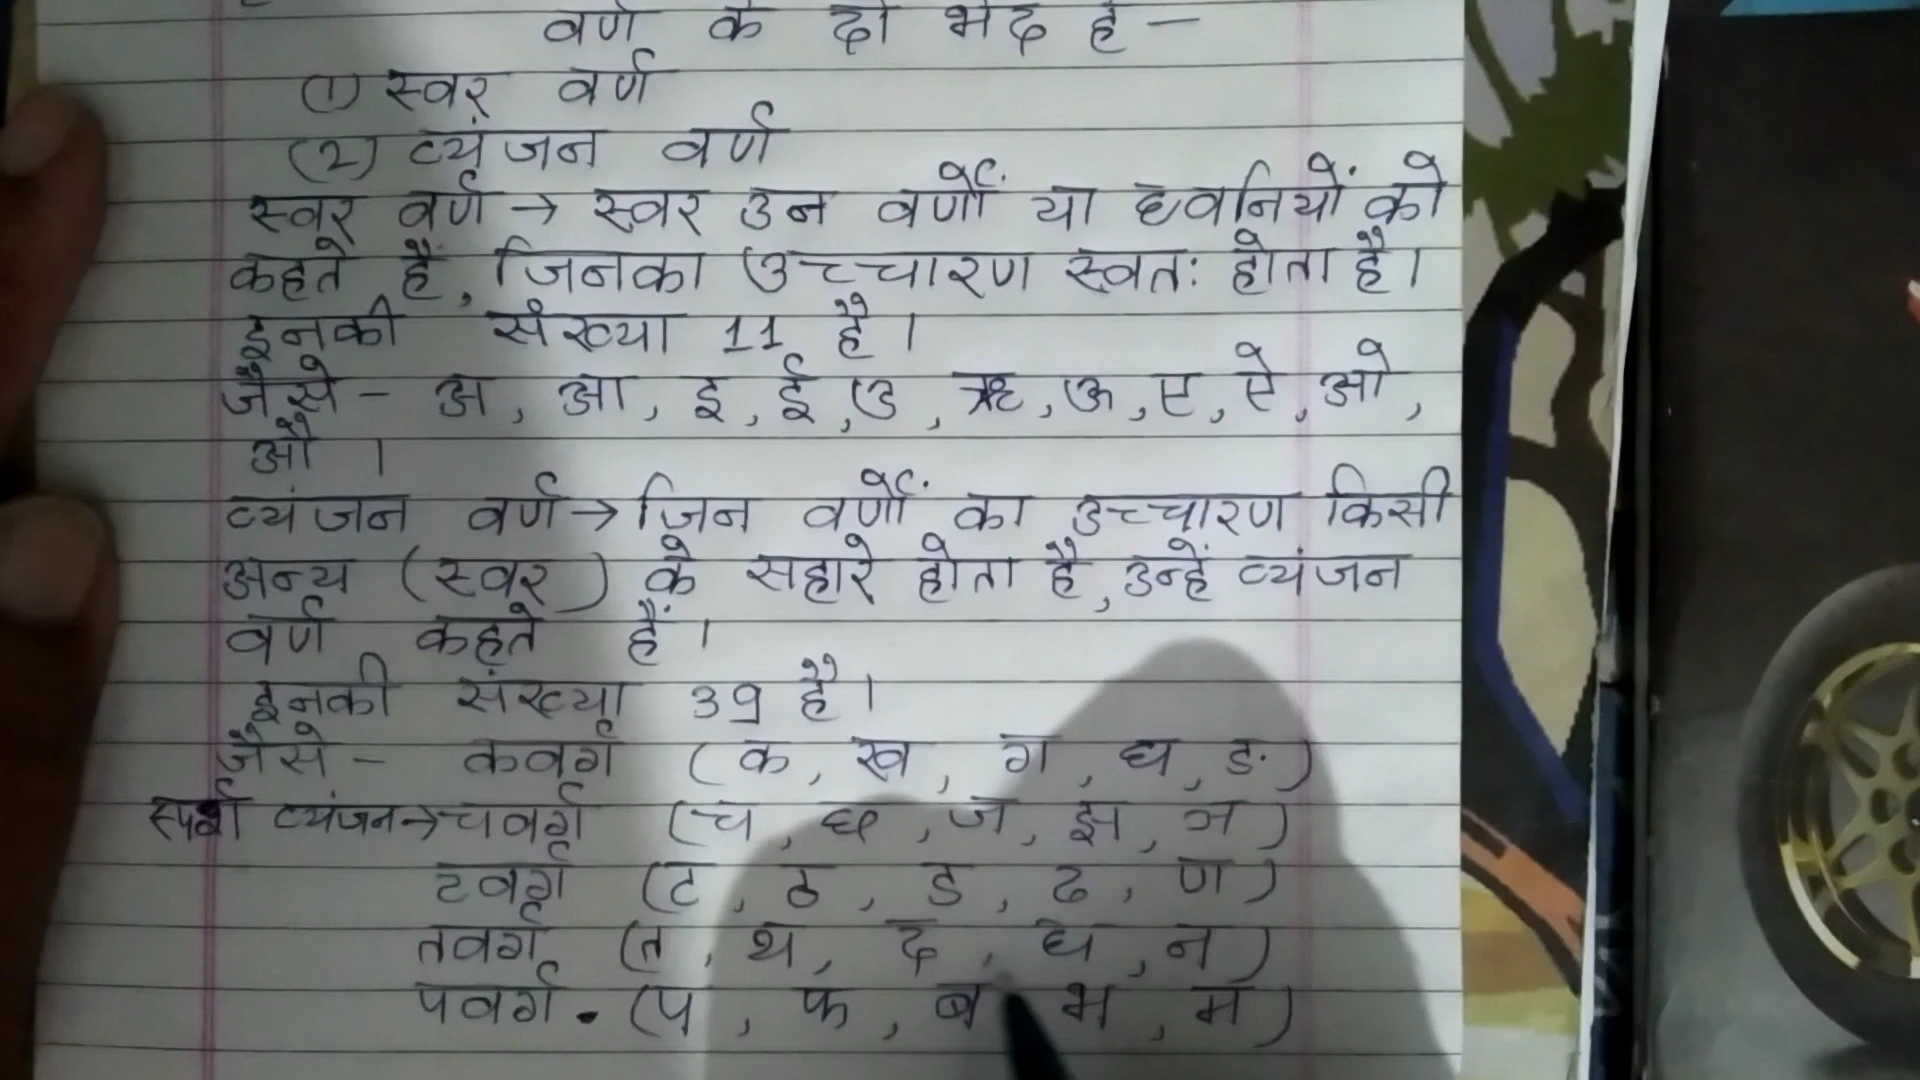 वर्ण के दो भेद है —
(1) स्वर वर्ण
(2) व्यंजन वर्ण
स्वर वर्ण → स्वर उन वर्णों या ध्वनियों को
कहते हैं, जिनका उच्चारण स्वतः होता है।
इनकी संख्या 11 है।
जैसे - अ, आ, इ, ई, उ, ऋ, ऊ, ए, ऐ, ओ,
औ।
व्यंजन वर्ण → जिन वर्णों का उच्चारण किसी
अन्य (स्वर) के सहारे होता है, उन्हें व्यंजन
वर्ण कहते हैं।
इनकी संख्या 39 है।
जैसे - कवर्ग (क, ख, ग, घ, ङ)
स्पर्श व्यंजन → चवर्ग (च, छ, ज, झ, ञ)
टवर्ग (ट, ठ, ड, ढ, ण)
तवर्ग (त, थ, द, ध, न)
पवर्ग . (प, फ, ब भ, म)